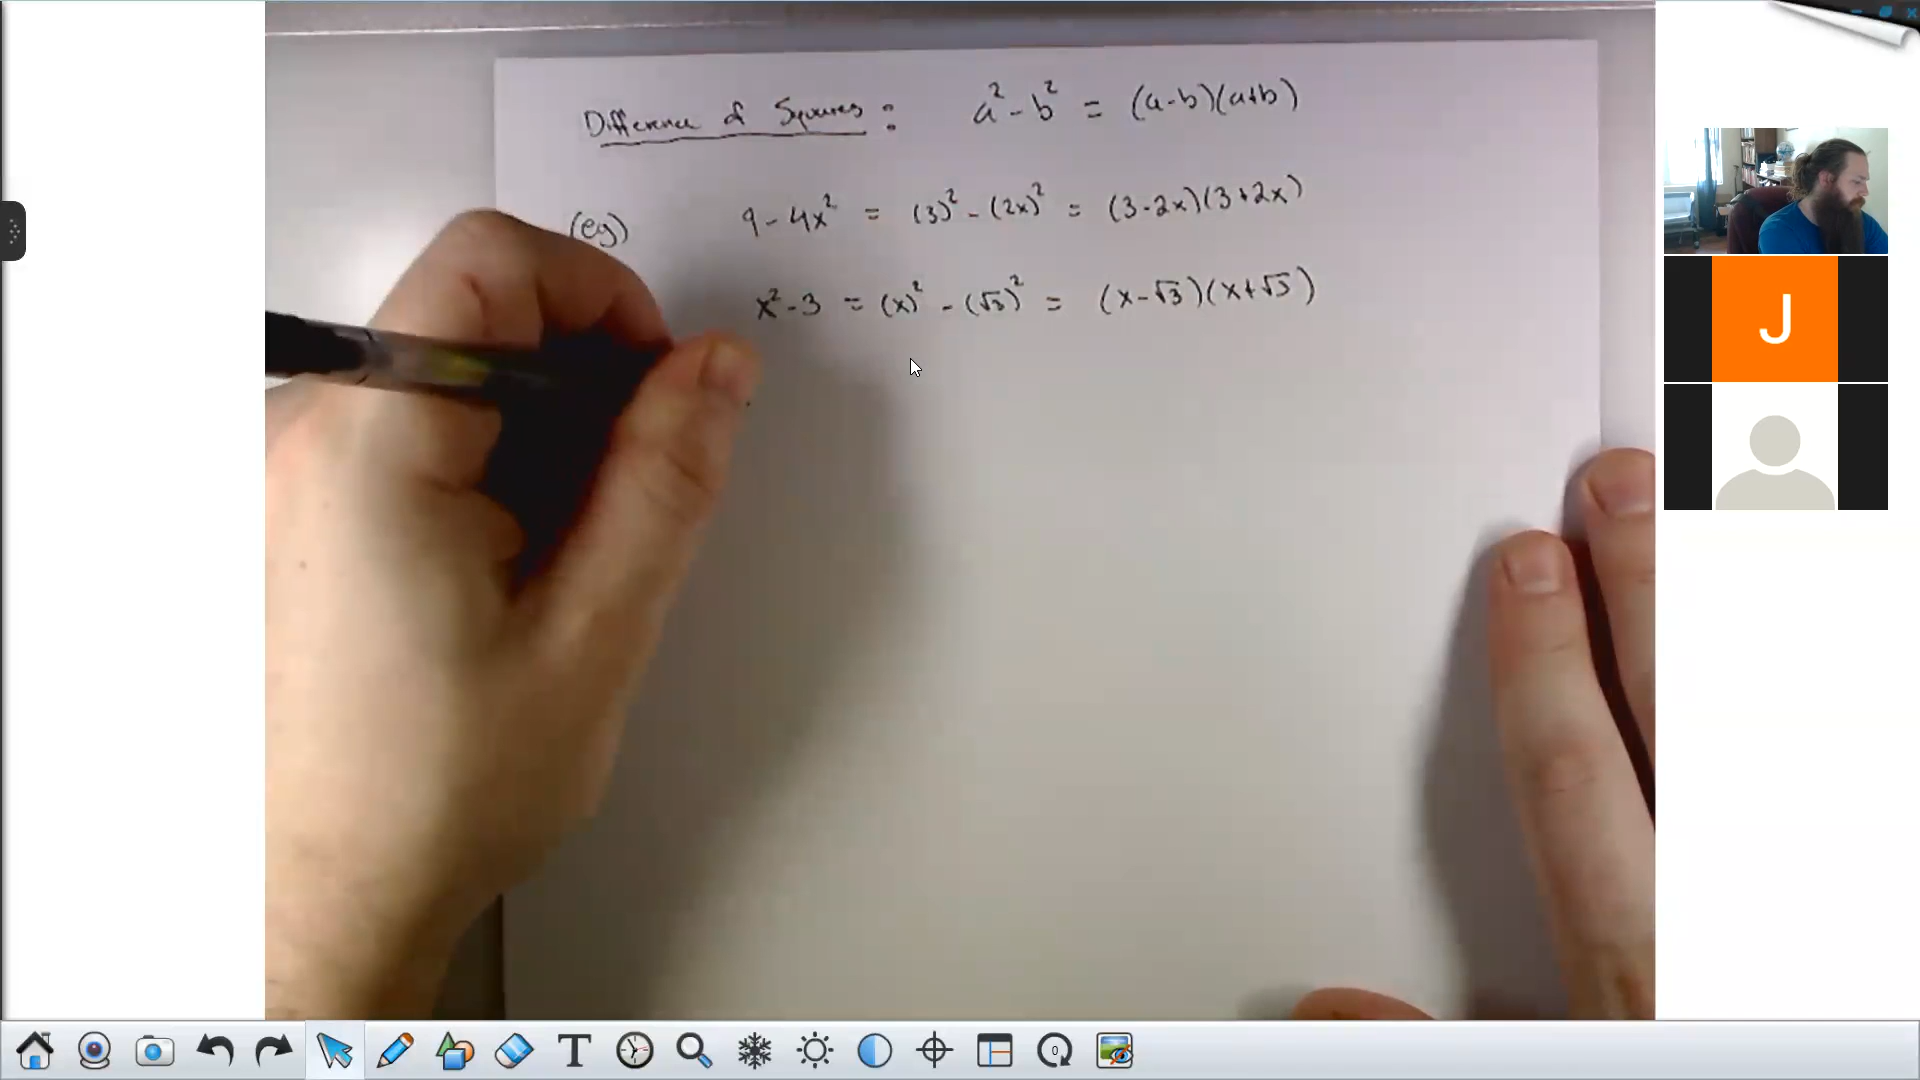 Difference of Squares : a² - b² = (a-b)(a+b)
(eg) 9 - 4x² = (3)² - (2x)² = (3-2x)(3+2x)
x² - 3 = (x)² - (√3)² = (x-√3)(x+√3)
J
T
0